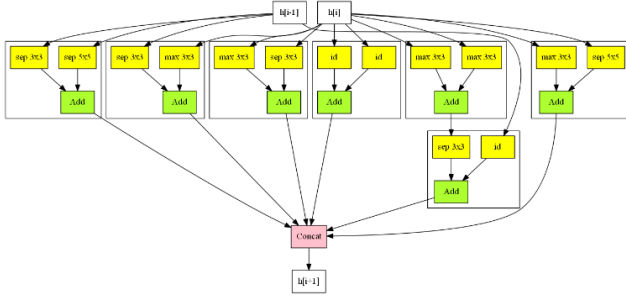 h[i-1] h[i]
sep 3x3 sep 5x5 sep 3x3 max 3x3 max 3x3 sep 3x3 id id max 3x3 max 3x3 max 3x3 sep 5x5
Add Add Add Add Add Add
sep 3x3 id
Add
Concat
h[i+1]